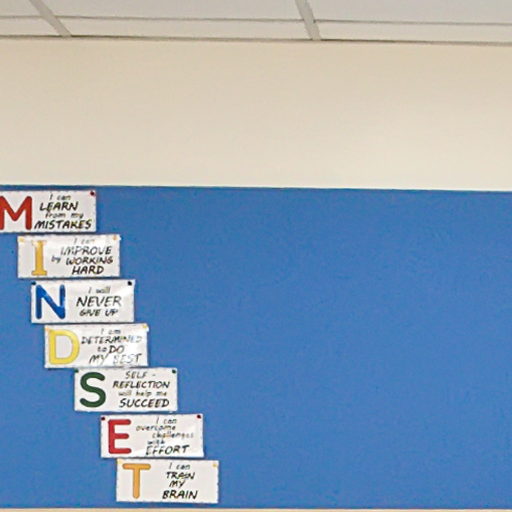 M I can
LEARN
from my
MISTAKES
I I can
IMPROVE
by WORKING
HARD
N I will
NEVER
GIVE UP
D I am
DETERMINED
to DO
MY BEST
S SELF -
REFLECTION
will help me
SUCCEED
E I can
overcome
challenges
with
EFFORT
T I can
TRAIN
MY
BRAIN